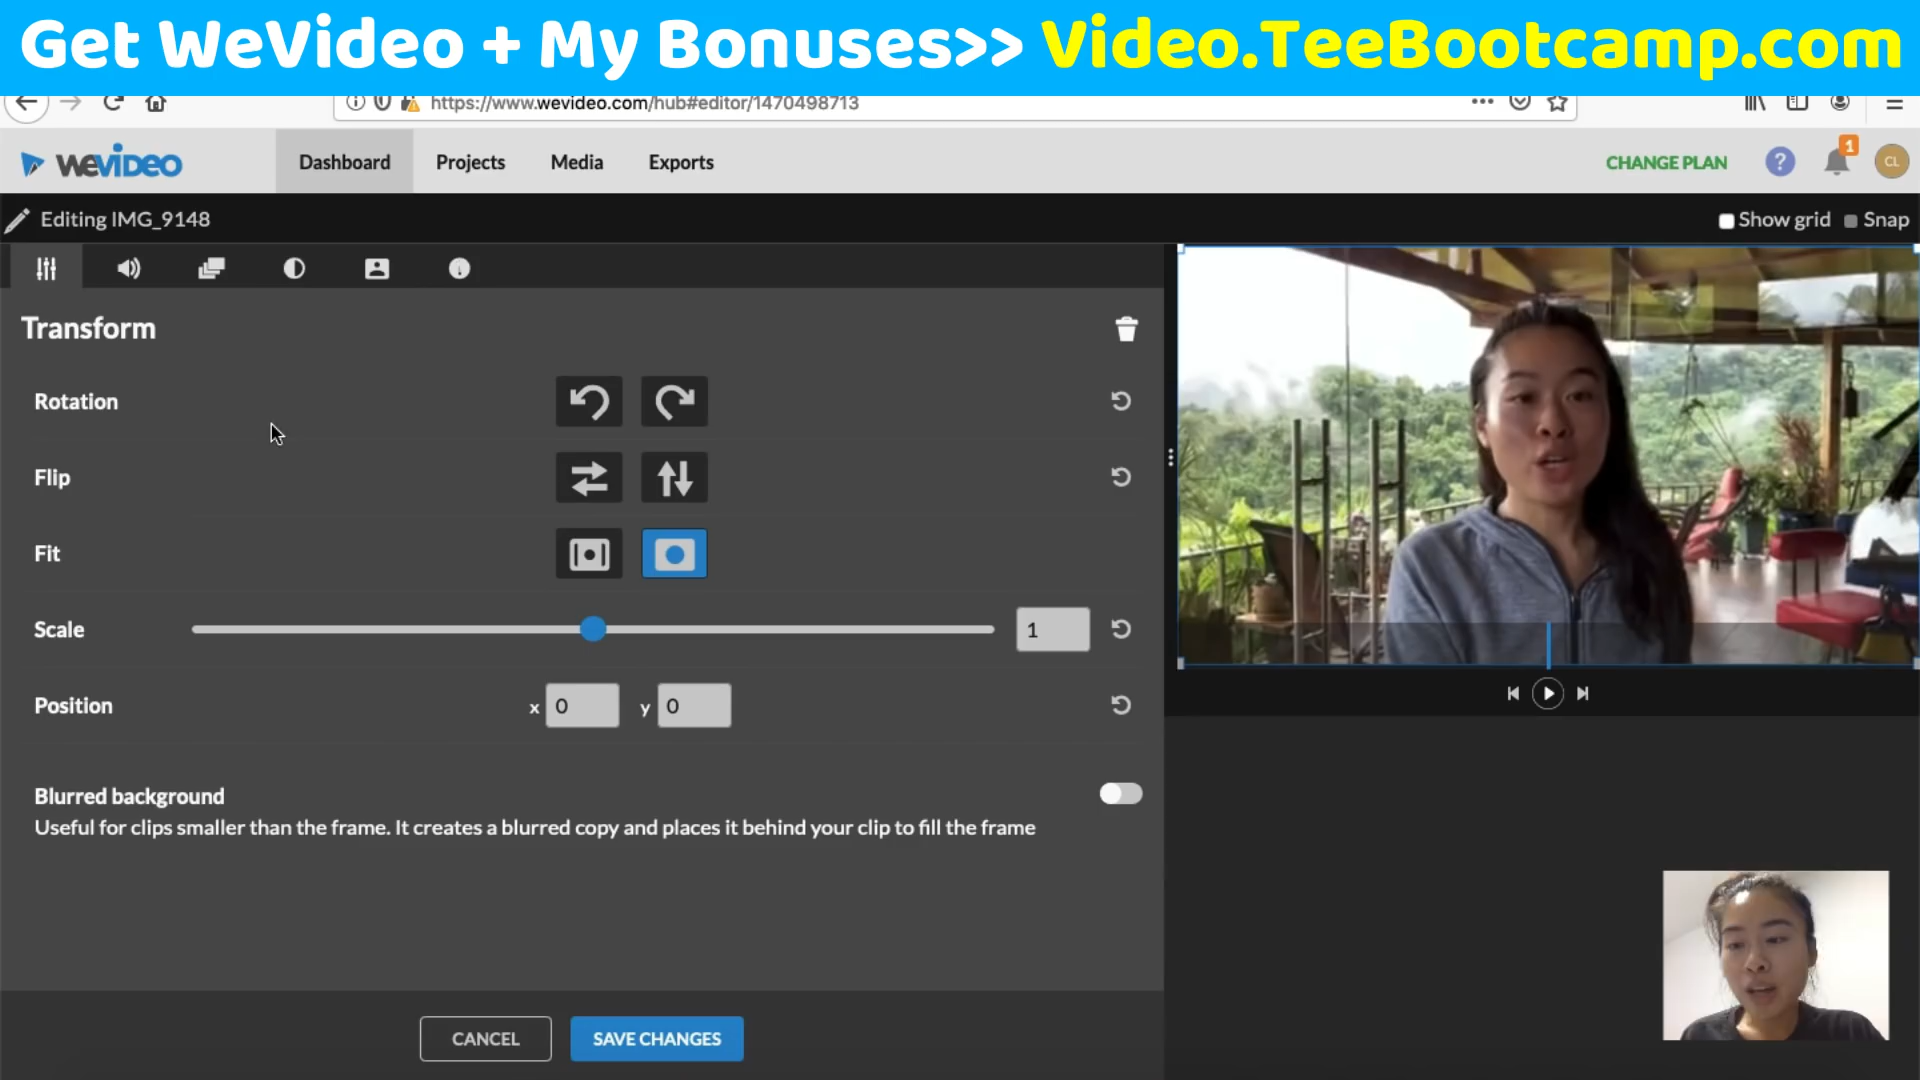 Get WeVideo + My Bonuses>> Video.TeeBootcamp.com
https://www.wevideo.com/hub#editor/1470498713
WEVIDEO Dashboard Projects Media Exports CHANGE PLAN ? 1 CL
Editing IMG_9148 Show grid Snap
Transform
Rotation
Flip
Fit
Scale 1
Position x 0 y 0
Blurred background
Useful for clips smaller than the frame. It creates a blurred copy and places it behind your clip to fill the frame
CANCEL SAVE CHANGES